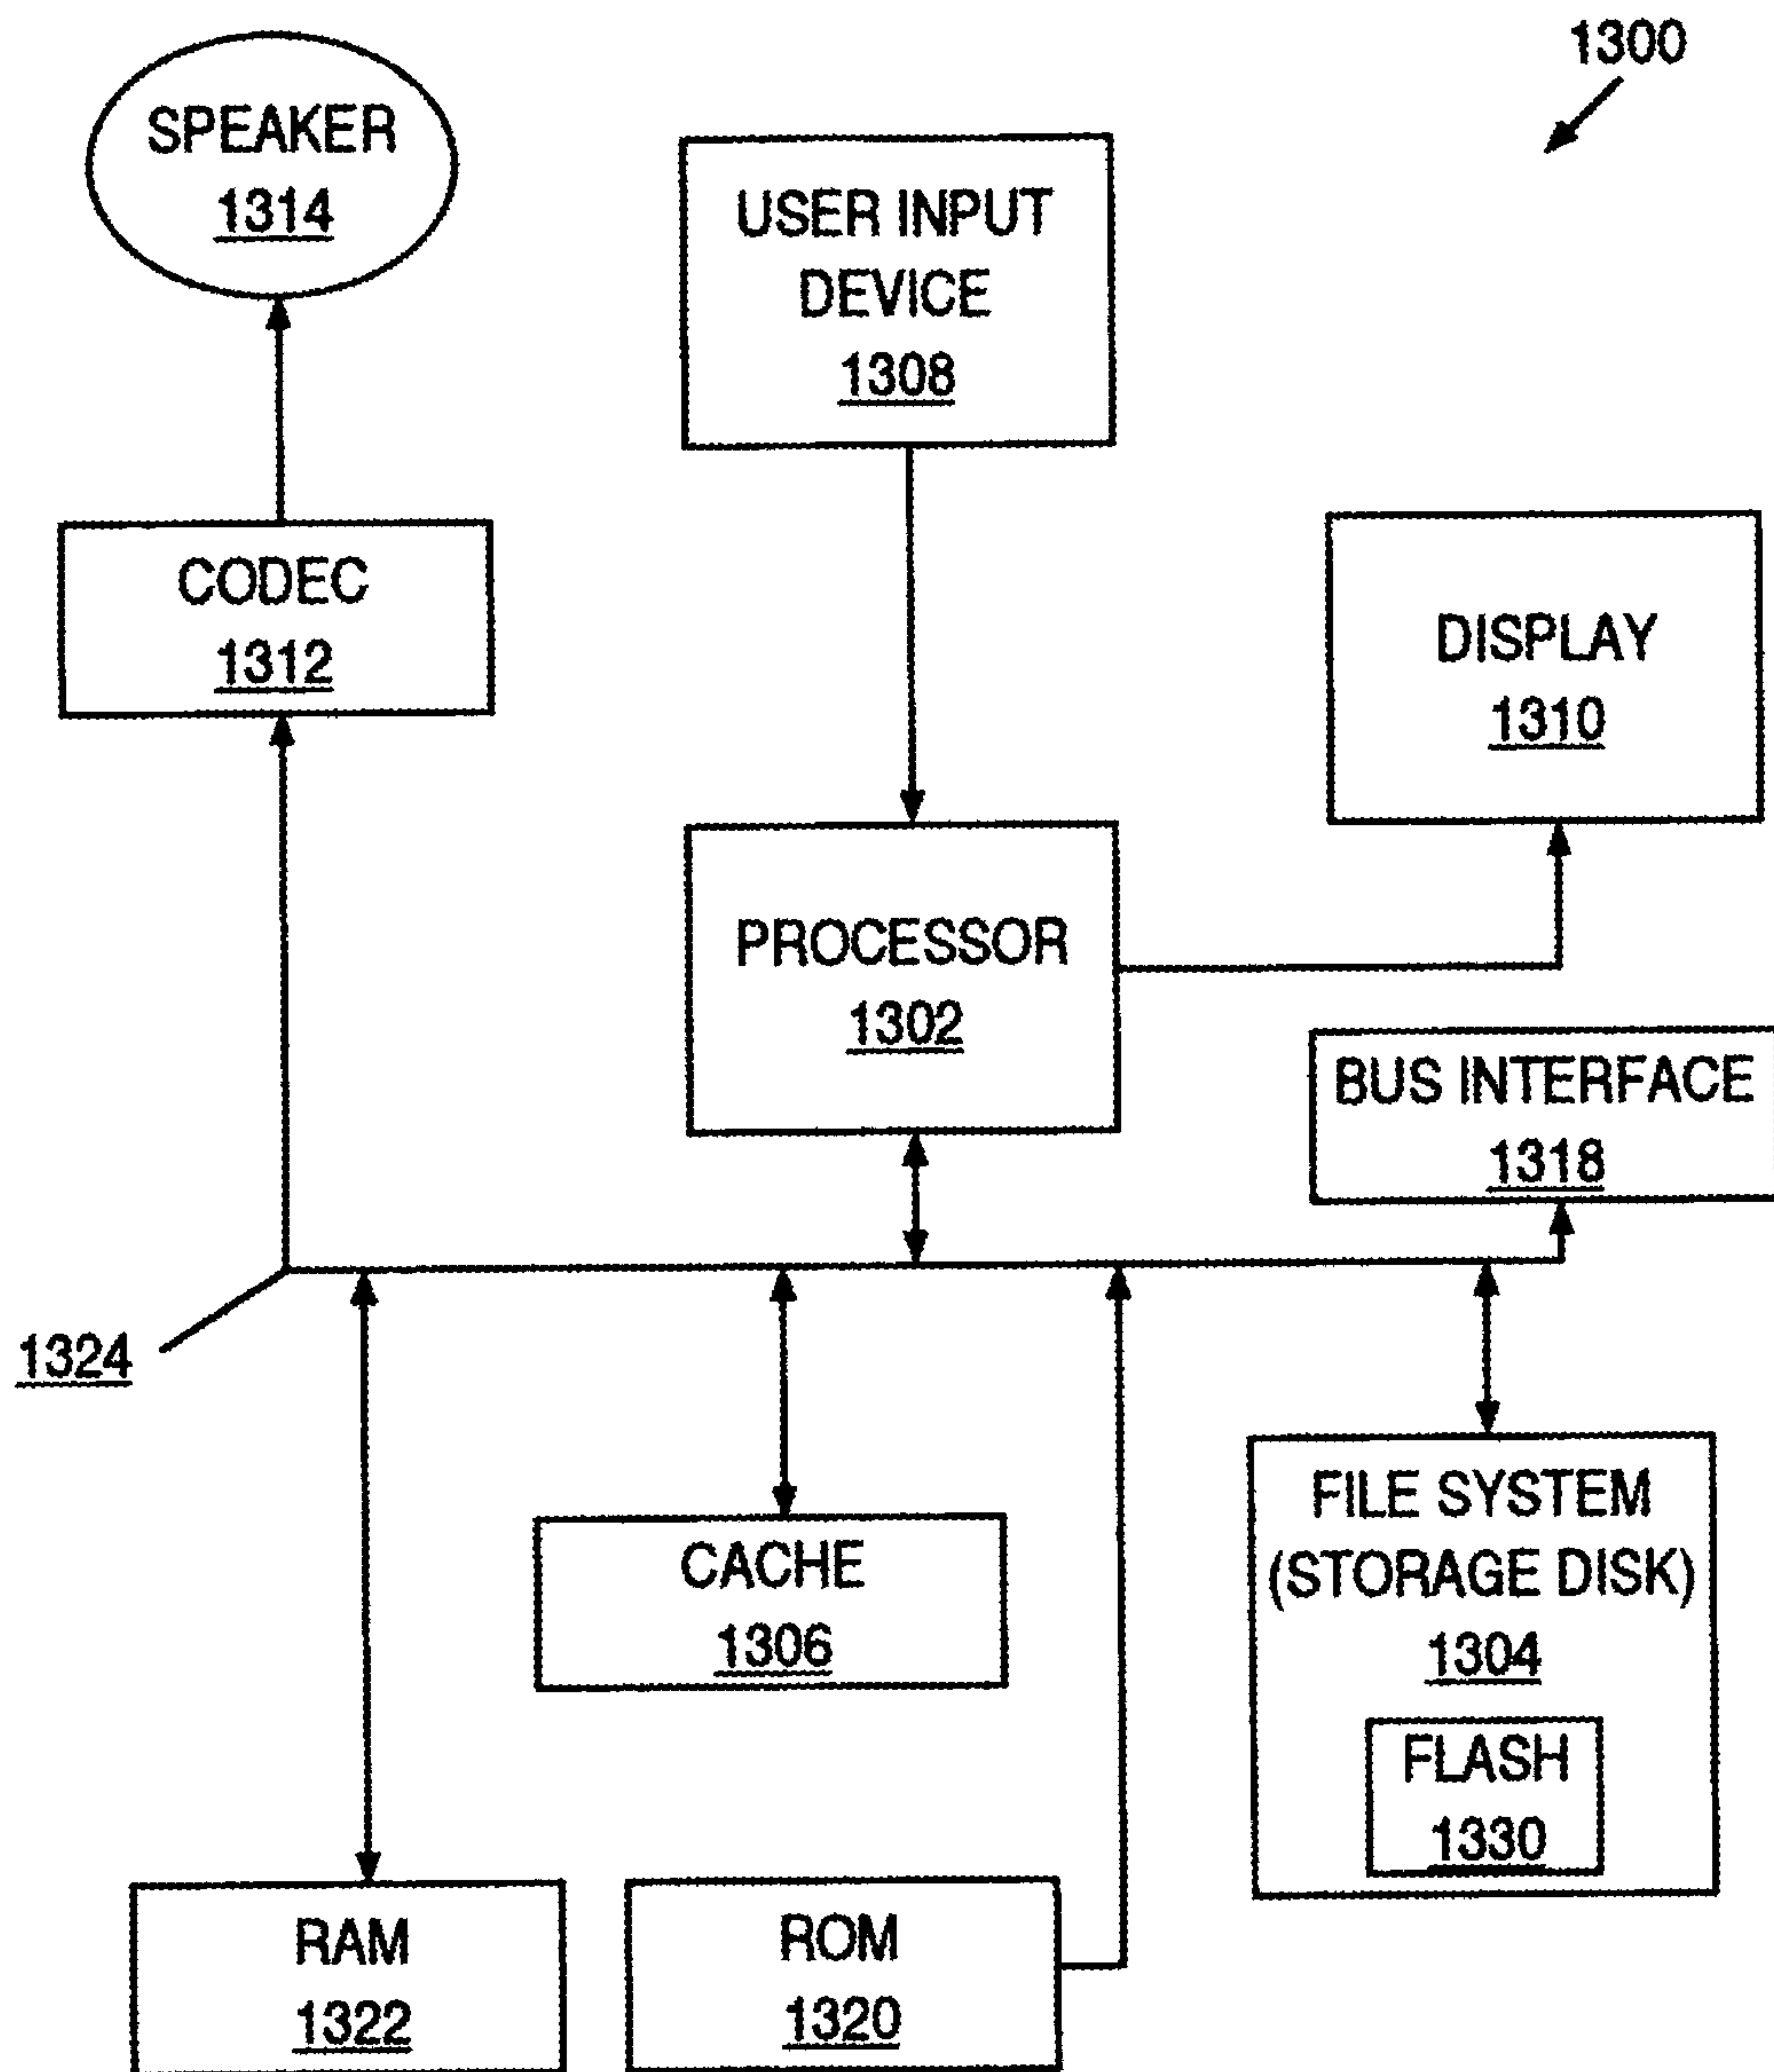 1300
SPEAKER
1314
USER INPUT
DEVICE
1308
CODEC
1312
DISPLAY
1310
PROCESSOR
1302
BUS INTERFACE
1318
1324
FILE SYSTEM
(STORAGE DISK)
1304
CACHE
1306
FLASH
1330
RAM
1322
ROM
1320